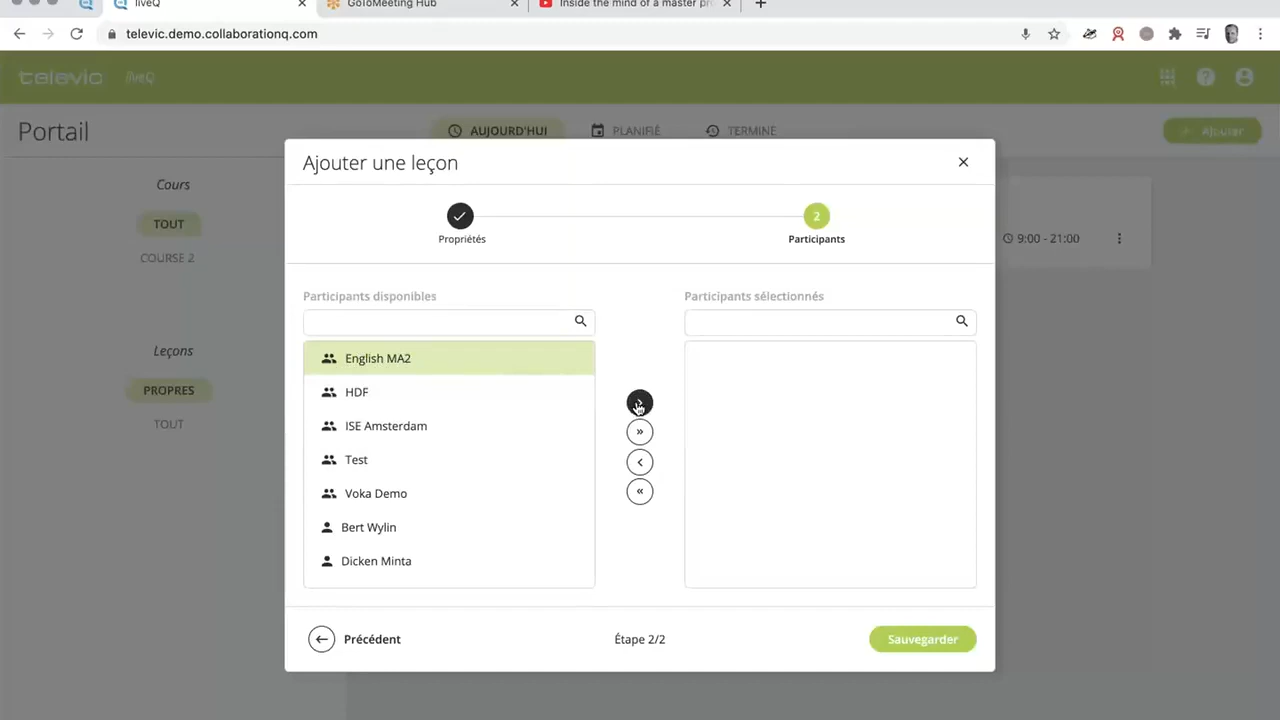 liveQ
GoToMeeting Hub
Inside the mind of a master pr
televic.demo.collaborationq.com
televic liveQ
Portail
AUJOURD'HUI
PLANIFIÉ
TERMINÉ
Ajouter
Ajouter une leçon
Cours
TOUT
COURSE 2
Leçons
PROPRES
TOUT
2
Propriétés
Participants
9:00 - 21:00
Participants disponibles
Participants sélectionnés
English MA2
HDF
ISE Amsterdam
Test
Voka Demo
Bert Wylin
Dicken Minta
Précédent
Étape 2/2
Sauvegarder